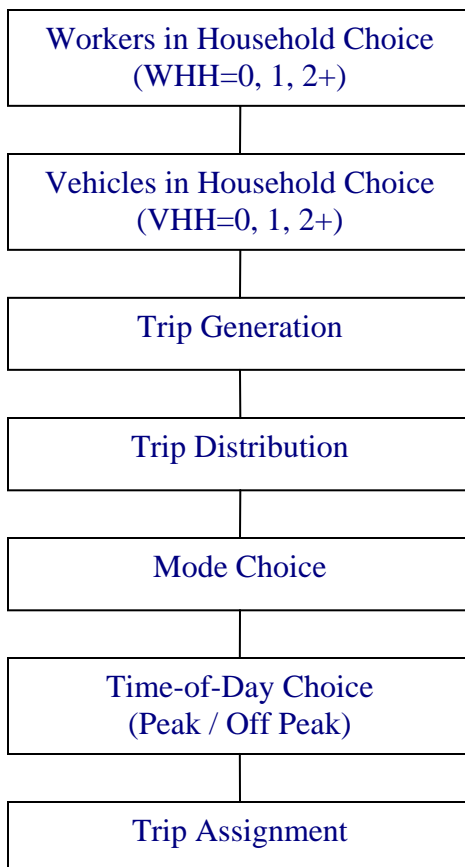 Workers in Household Choice
(WHH=0, 1, 2+)
Vehicles in Household Choice
(VHH=0, 1, 2+)
Trip Generation
Trip Distribution
Mode Choice
Time-of-Day Choice
(Peak / Off Peak)
Trip Assignment